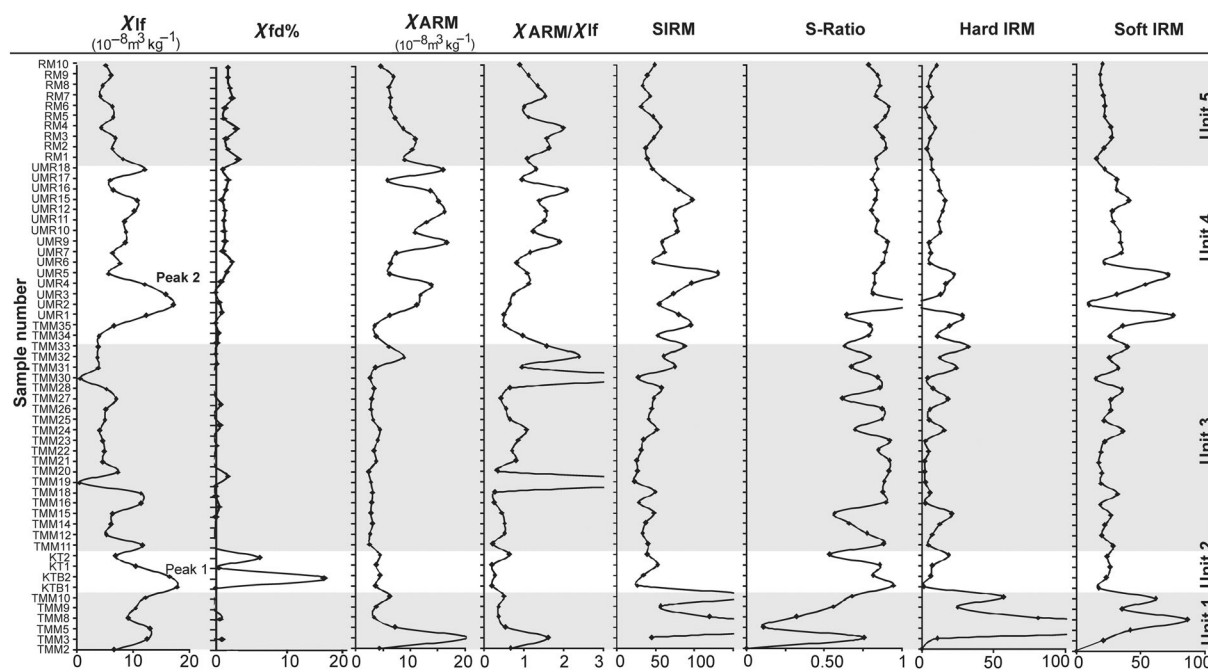 χlf χfd% χARM χARM/χlf SIRM S-Ratio Hard IRM Soft IRM
(10-8m3 kg-1) (10-8m3 kg-1)
Sample number
RM10
RM9
RM8
RM7
RM6
RM5
RM4
RM3
RM2
RM1
UMR18
UMR17
UMR16
UMR15
UMR12
UMR11
UMR10
UMR9
UMR7
UMR6
UMR5
UMR4
UMR3
UMR2
UMR1
TMM35
TMM34
TMM33
TMM32
TMM31
TMM30
TMM28
TMM27
TMM26
TMM25
TMM24
TMM23
TMM22
TMM21
TMM20
TMM19
TMM18
TMM16
TMM15
TMM14
TMM12
TMM11
KT2
KT1
KTB2
KTB1
TMM10
TMM9
TMM8
TMM5
TMM3
TMM2
Peak 2
Peak 1
Unit 5
Unit 4
Unit 3
Unit 2
Unit 1
0 10 20 0 10 20 0 10 20 0 1 2 3 0 50 100 150 0 0.50 1 0 100 0 50 100